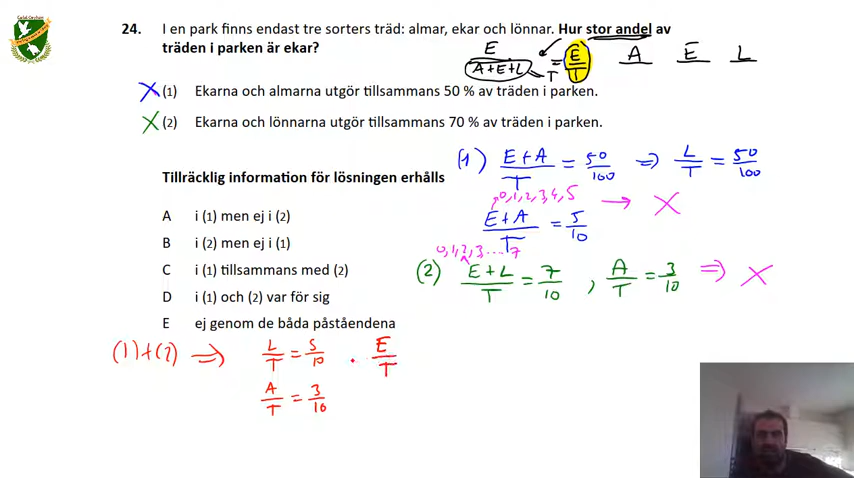 24. I en park finns endast tre sorters träd: almar, ekar och lönnar. Hur stor andel av
träden i parken är ekar?
E
A+E+L
T
= E
T
A E L
(1) Ekarna och almarna utgör tillsammans 50 % av träden i parken.
(2) Ekarna och lönnarna utgör tillsammans 70 % av träden i parken.
(1) E+A/T = 50/100 ⇒ L/T = 50/100
Tillräcklig information för lösningen erhålls
0,1,2,3,4,5 → X
A i (1) men ej i (2)
E+A/T = 5/10
B i (2) men ej i (1)
0,1,2,3....7
C i (1) tillsammans med (2)
(2) E+L/T = 7/10 , A/T = 3/10 ⇒ X
D i (1) och (2) var för sig
E ej genom de båda påståendena
(1)+(2) ⇒ L/T = 5/10 . E/T
A/T = 3/10